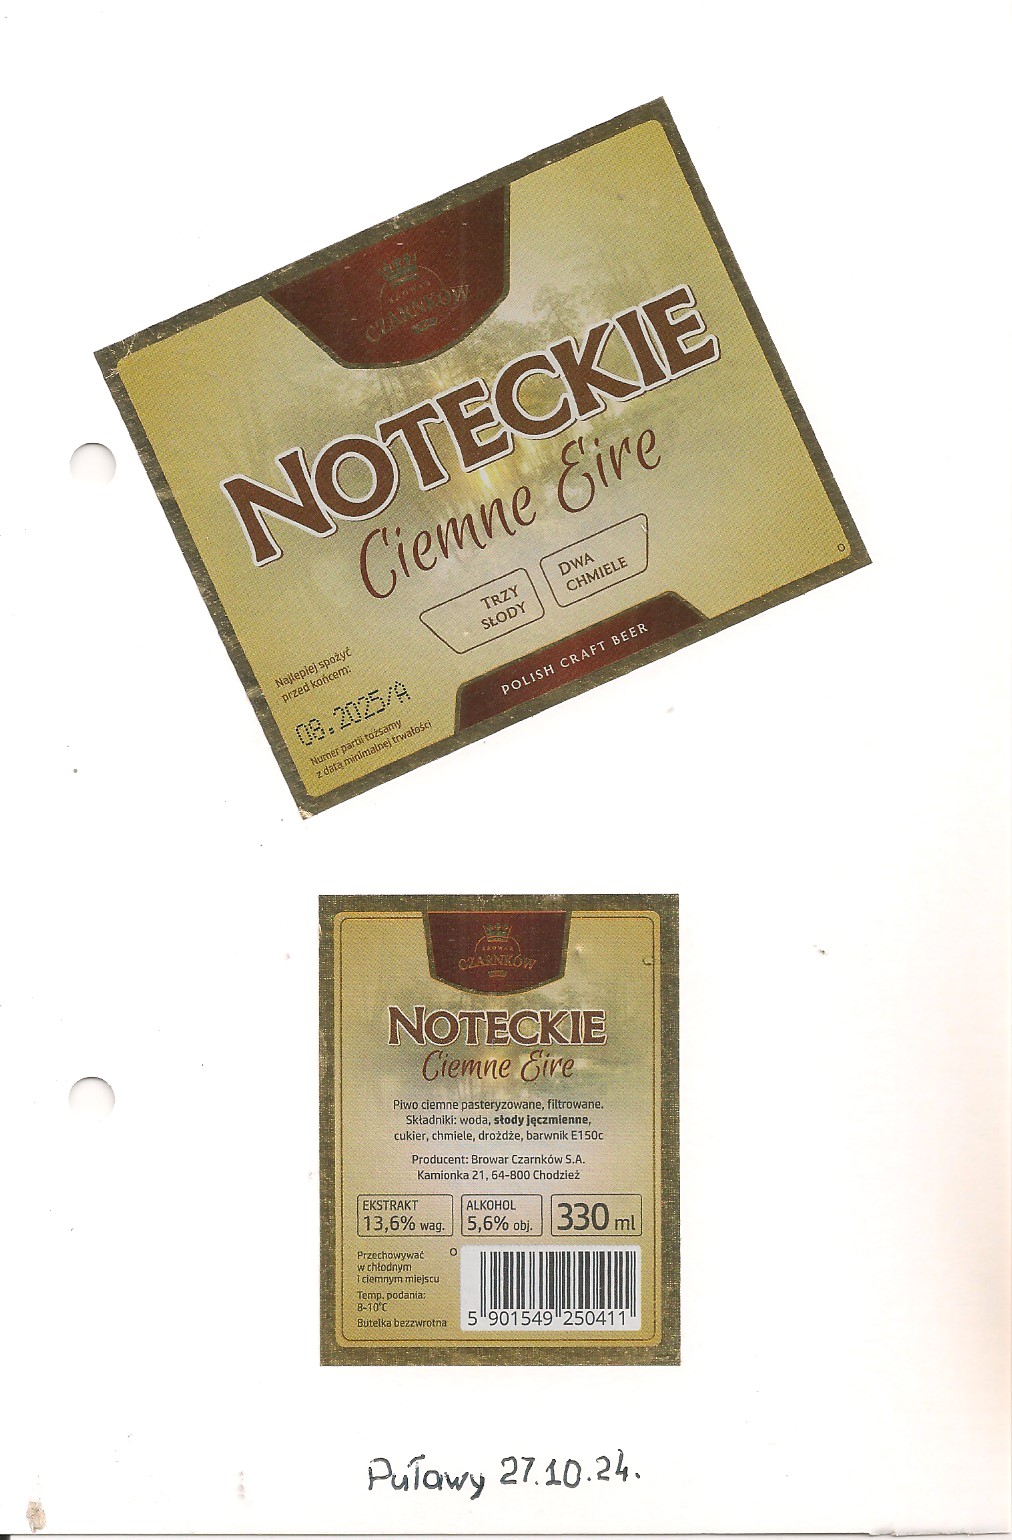 BROWAR
CZARNKÓW
NOTECKIE
Ciemne Eire
TRZY
SŁODY
DWA
CHMIELE
POLISH CRAFT BEER
Najlepiej spożyć
przed końcem:
08.2025/A
Numer partii tożsamy
z datą minimalnej trwałości
BROWAR
CZARNKÓW
NOTECKIE
Ciemne Eire
Piwo ciemne pasteryzowane, filtrowane.
Składniki: woda, słody jęczmienne,
cukier, chmiele, drożdże, barwnik E150c
Producent: Browar Czarnków S.A.
Kamionka 21, 64-800 Chodzież
EKSTRAKT
13,6% wag.
ALKOHOL
5,6% obj.
330 ml
Przechowywać
w chłodnym
i ciemnym miejscu
Temp. podania:
8-10°C
Butelka bezzwrotna
5 901549 250411
Puławy 27.10.24.